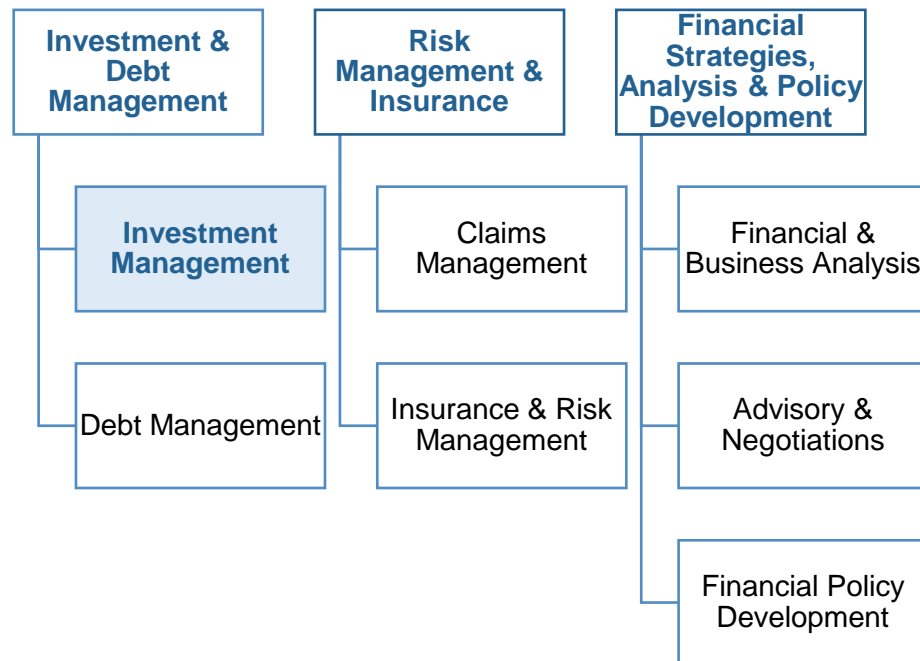 Investment &
Debt
Management
Risk
Management &
Insurance
Financial
Strategies,
Analysis & Policy
Development
Investment
Management
Claims
Management
Financial &
Business Analysis
Debt Management
Insurance & Risk
Management
Advisory &
Negotiations
Financial Policy
Development